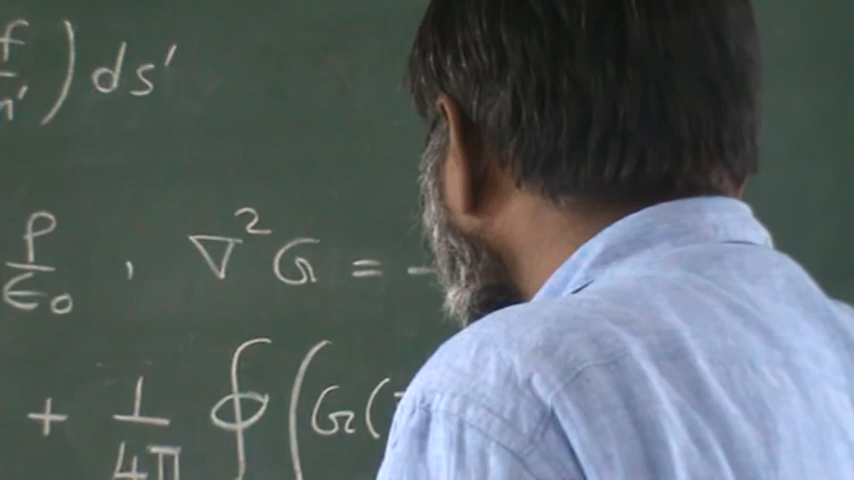 f/n') ds'
ρ/ε₀ , ∇²G = -
+ 1/4π ∮(G(